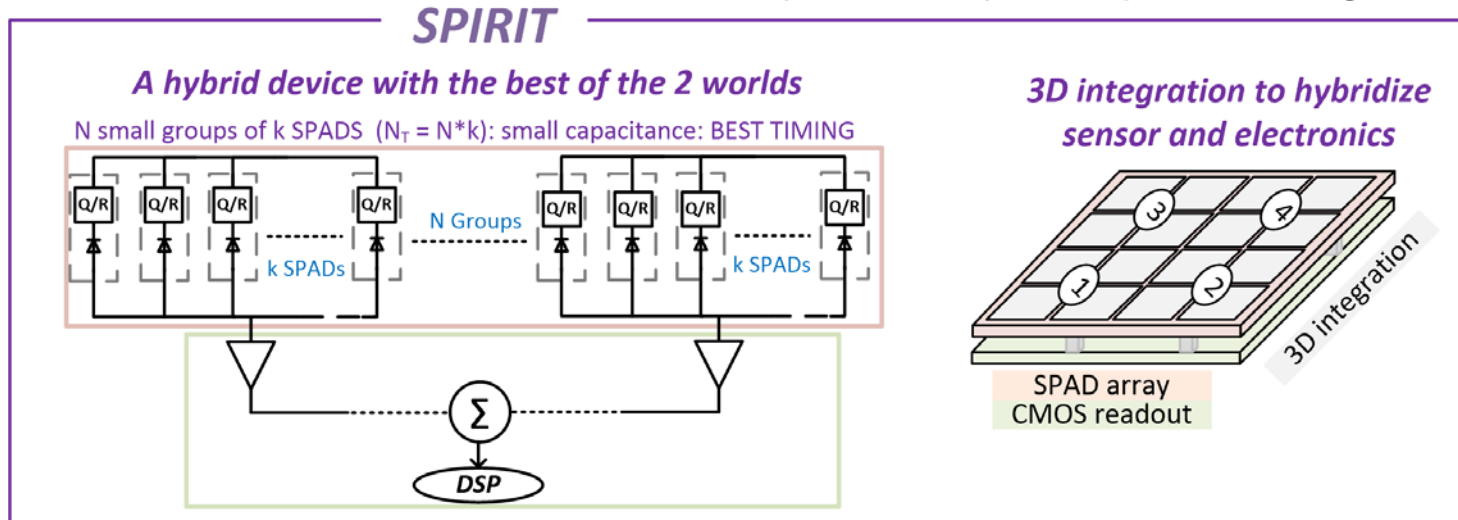 SPIRIT
A hybrid device with the best of the 2 worlds
N small groups of k SPADS (N_T = N*k): small capacitance: BEST TIMING
Q/R Q/R Q/R Q/R Q/R Q/R Q/R Q/R
N Groups
k SPADs k SPADs
Σ
DSP
3D integration to hybridize
sensor and electronics
3 4
1 2
3D integration
SPAD array
CMOS readout